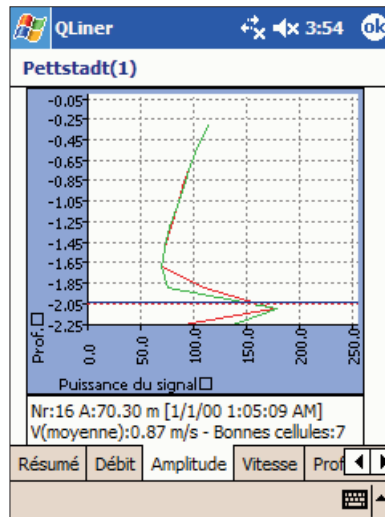 QLiner 3:54 ok
Pettstadt(1)
-0.05
-0.25
-0.45
-0.65
-0.85
-1.05
-1.25
-1.45
-1.65
-1.85
-2.05
-2.25
Prof.
0.0 50.0 100.0 150.0 200.0 250.0
Puissance du signal
Nr:16 A:70.30 m [1/1/00 1:05:09 AM]
V(moyenne):0.87 m/s - Bonnes cellules:7
Résumé Débit Amplitude Vitesse Prof